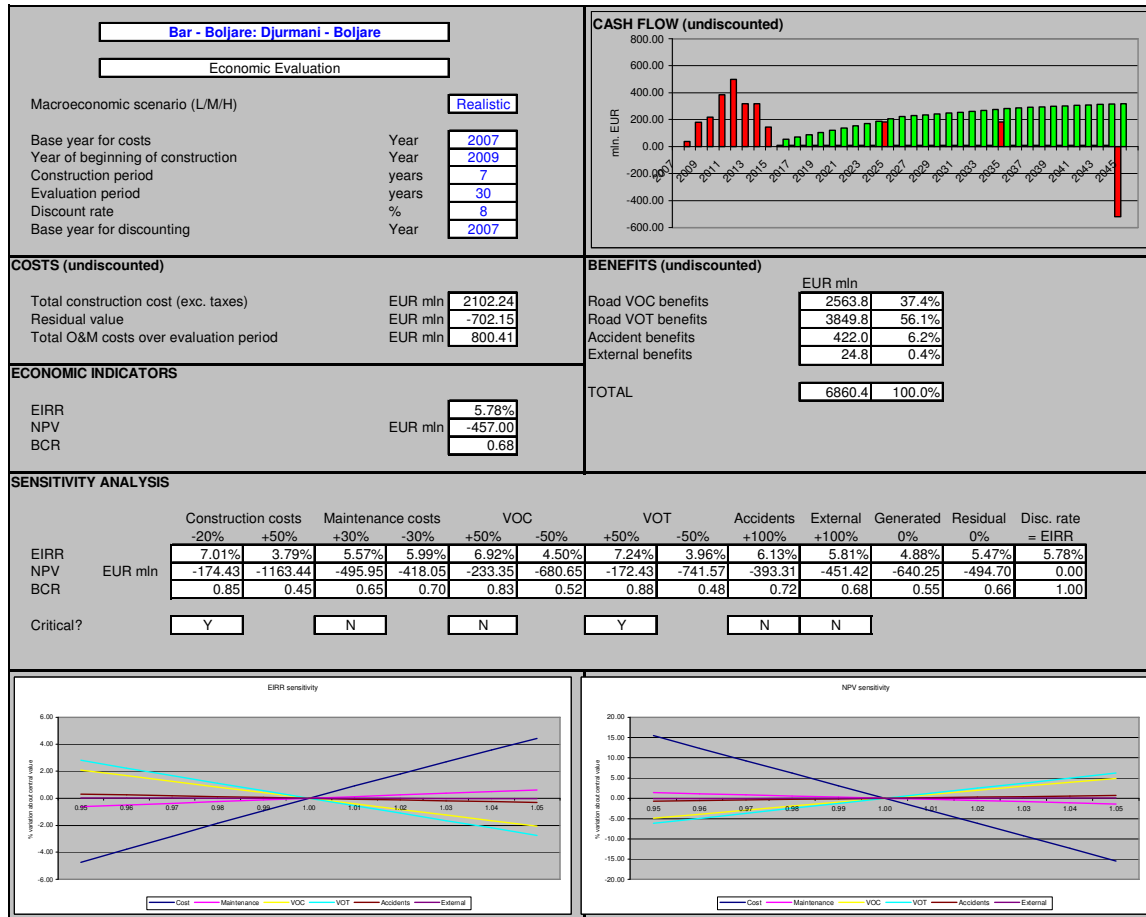 Bar - Boljare: Djurmani - Boljare
Economic Evaluation
Macroeconomic scenario (L/M/H) Realistic
Base year for costs Year 2007
Year of beginning of construction Year 2009
Construction period years 7
Evaluation period years 30
Discount rate % 8
Base year for discounting Year 2007
CASH FLOW (undiscounted)
mln. EUR
800.00
600.00
400.00
200.00
0.00
-200.00
-400.00
-600.00
2007 2009 2011 2013 2015 2017 2019 2021 2023 2025 2027 2029 2031 2033 2035 2037 2039 2041 2043 2045
COSTS (undiscounted)
Total construction cost (exc. taxes) EUR mln 2102.24
Residual value EUR mln -702.15
Total O&M costs over evaluation period EUR mln 800.41
BENEFITS (undiscounted)
EUR mln
Road VOC benefits 2563.8 37.4%
Road VOT benefits 3849.8 56.1%
Accident benefits 422.0 6.2%
External benefits 24.8 0.4%
TOTAL 6860.4 100.0%
ECONOMIC INDICATORS
EIRR 5.78%
NPV EUR mln -457.00
BCR 0.68
SENSITIVITY ANALYSIS
Construction costs Maintenance costs VOC VOT Accidents External Generated Residual Disc. rate
-20% +50% +30% -30% +50% -50% +50% -50% +100% +100% 0% 0% = EIRR
EIRR 7.01% 3.79% 5.57% 5.99% 6.92% 4.50% 7.24% 3.96% 6.13% 5.81% 4.88% 5.47% 5.78%
NPV EUR mln -174.43 -1163.44 -495.95 -418.05 -233.35 -680.65 -172.43 -741.57 -393.31 -451.42 -640.25 -494.70 0.00
BCR 0.85 0.45 0.65 0.70 0.83 0.52 0.88 0.48 0.72 0.68 0.55 0.66 1.00
Critical? Y N N Y N N
EIRR sensitivity
% variation about central value
6.00
4.00
2.00
0.00
-2.00
-4.00
-6.00
0.95 0.96 0.97 0.98 0.99 1.00 1.01 1.02 1.03 1.04 1.05
Cost Maintenance VOC VOT Accidents External
NPV sensitivity
% variation about central value
20.00
15.00
10.00
5.00
0.00
-5.00
-10.00
-15.00
-20.00
0.95 0.96 0.97 0.98 0.99 1.00 1.01 1.02 1.03 1.04 1.05
Cost Maintenance VOC VOT Accidents External